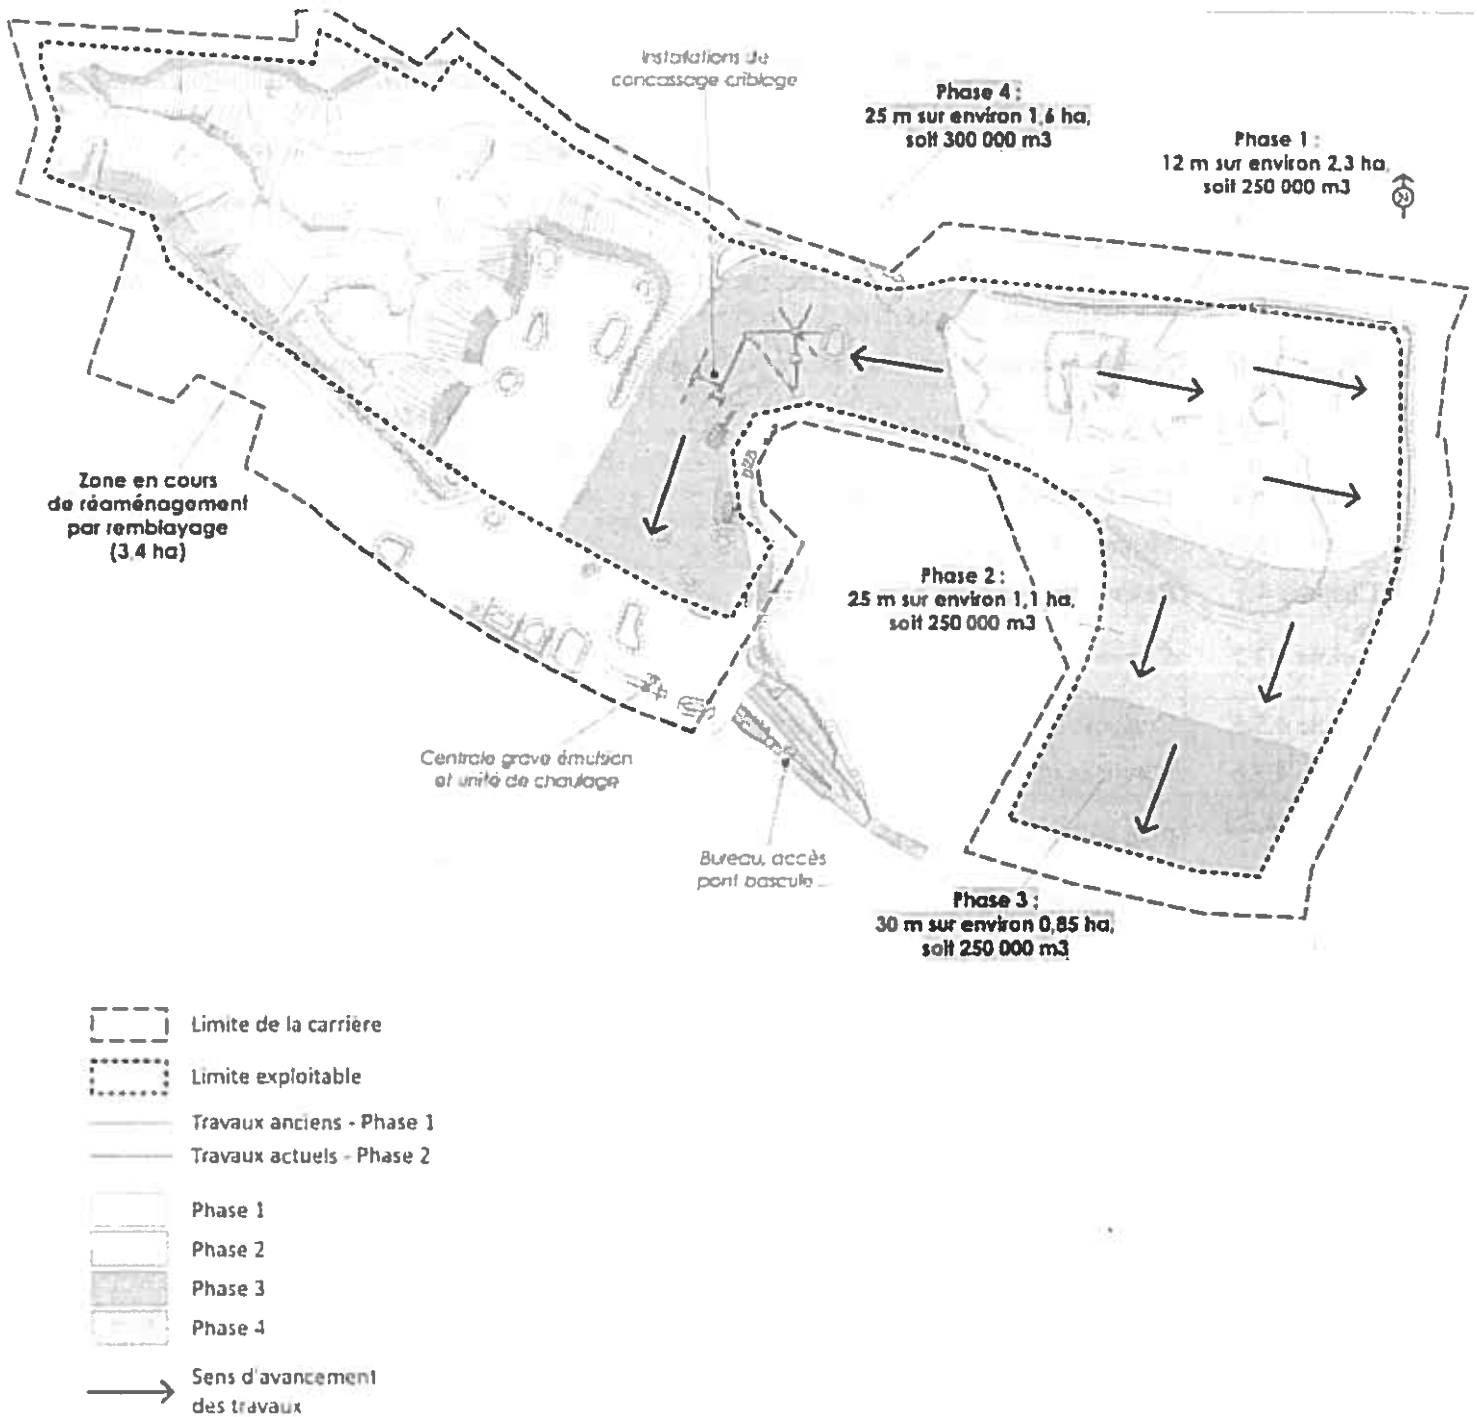 Installations de
concassage criblage
Phase 4 :
25 m sur environ 1,6 ha,
soit 300 000 m3
Phase 1 :
12 m sur environ 2,3 ha,
soit 250 000 m3
Zone en cours
de réaménagement
par remblayage
(3,4 ha)
Phase 2 :
25 m sur environ 1,1 ha,
soit 250 000 m3
Centrale grave émulsion
et unité de chaulage
Bureau, accès
pont bascule
Phase 3 :
30 m sur environ 0,85 ha,
soit 250 000 m3
Limite de la carrière
Limite exploitable
Travaux anciens - Phase 1
Travaux actuels - Phase 2
Phase 1
Phase 2
Phase 3
Phase 4
Sens d'avancement
des travaux